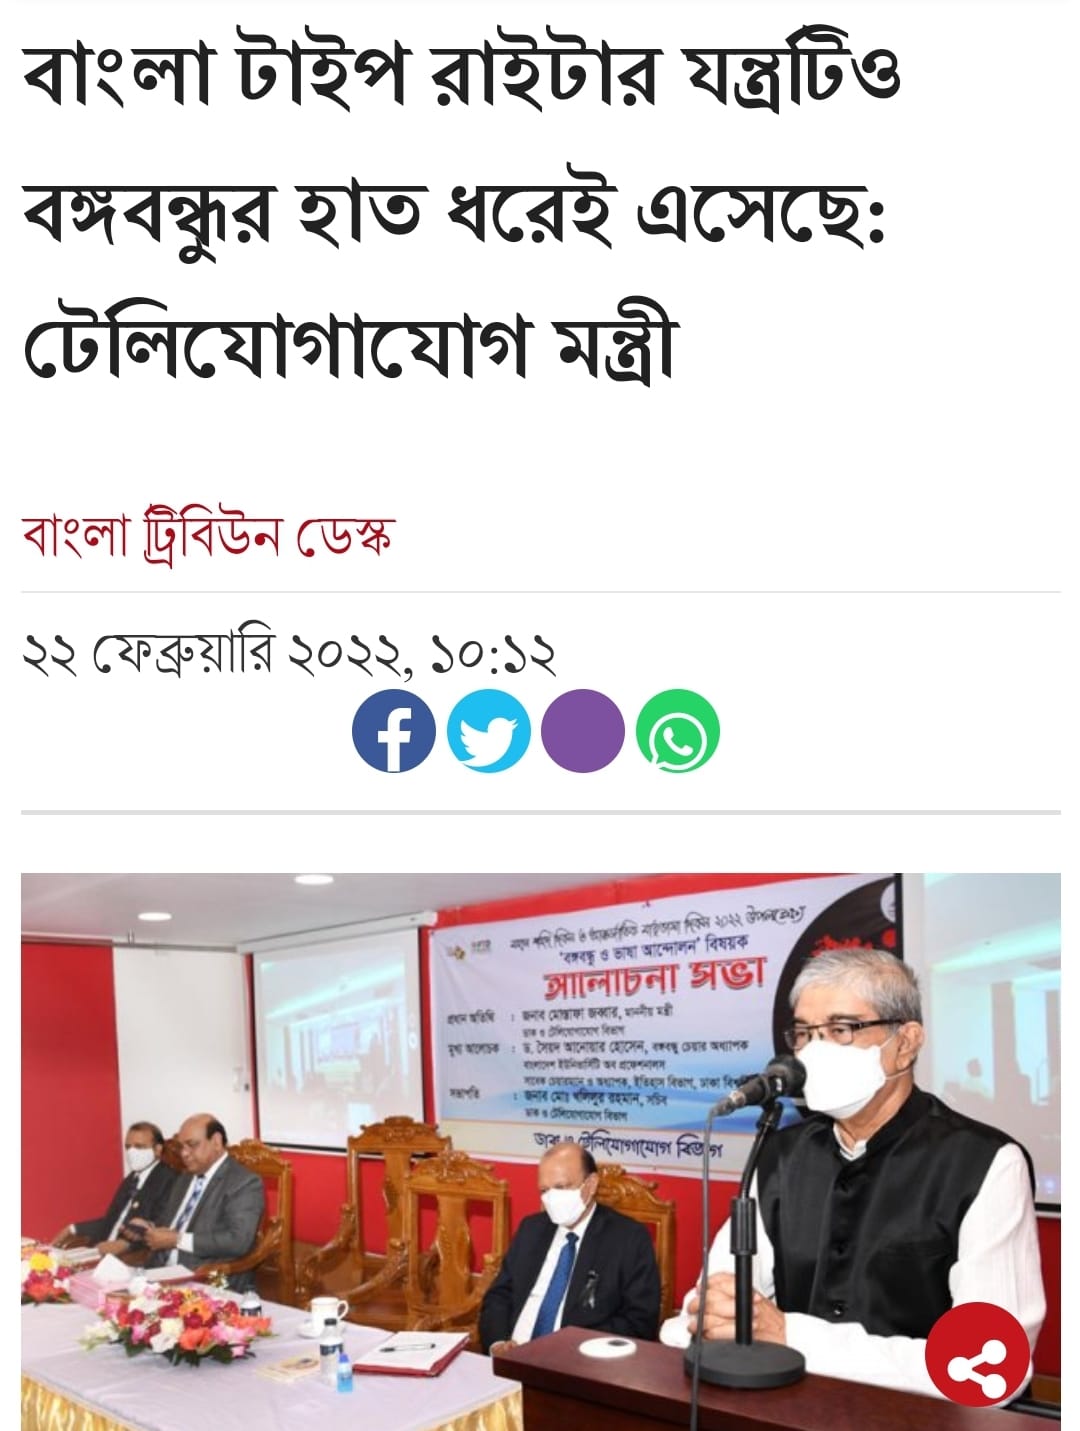 বাংলা টাইপ রাইটার যন্ত্রটিও
বঙ্গবন্ধুর হাত ধরেই এসেছে:
টেলিযোগাযোগ মন্ত্রী
বাংলা ট্রিবিউন ডেস্ক
২২ ফেব্রুয়ারি ২০২২, ১০:১২
শহিদ দিবস ও আন্তর্জাতিক মাতৃভাষা দিবস ২০২২ উপলক্ষ্যে
'বঙ্গবন্ধু ও ভাষা আন্দোলন' বিষয়ক
আলোচনা সভা
প্রধান অতিথি : জনাব মোস্তাফা জব্বার, মাননীয় মন্ত্রী
ডাক ও টেলিযোগাযোগ বিভাগ
মুখ্য আলোচক : ড. সৈয়দ আনোয়ার হোসেন, বঙ্গবন্ধু চেয়ার অধ্যাপক
বাংলাদেশ ইউনিভার্সিটি অব প্রফেশনালস
সাবেক চেয়ারম্যান ও অধ্যাপক, ইতিহাস বিভাগ, ঢাকা
সভাপতি : জনাব মোঃ খলিলুর রহমান, সচিব
ডাক ও টেলিযোগাযোগ বিভাগ
ডাক ও টেলিযোগাযোগ বিভাগ